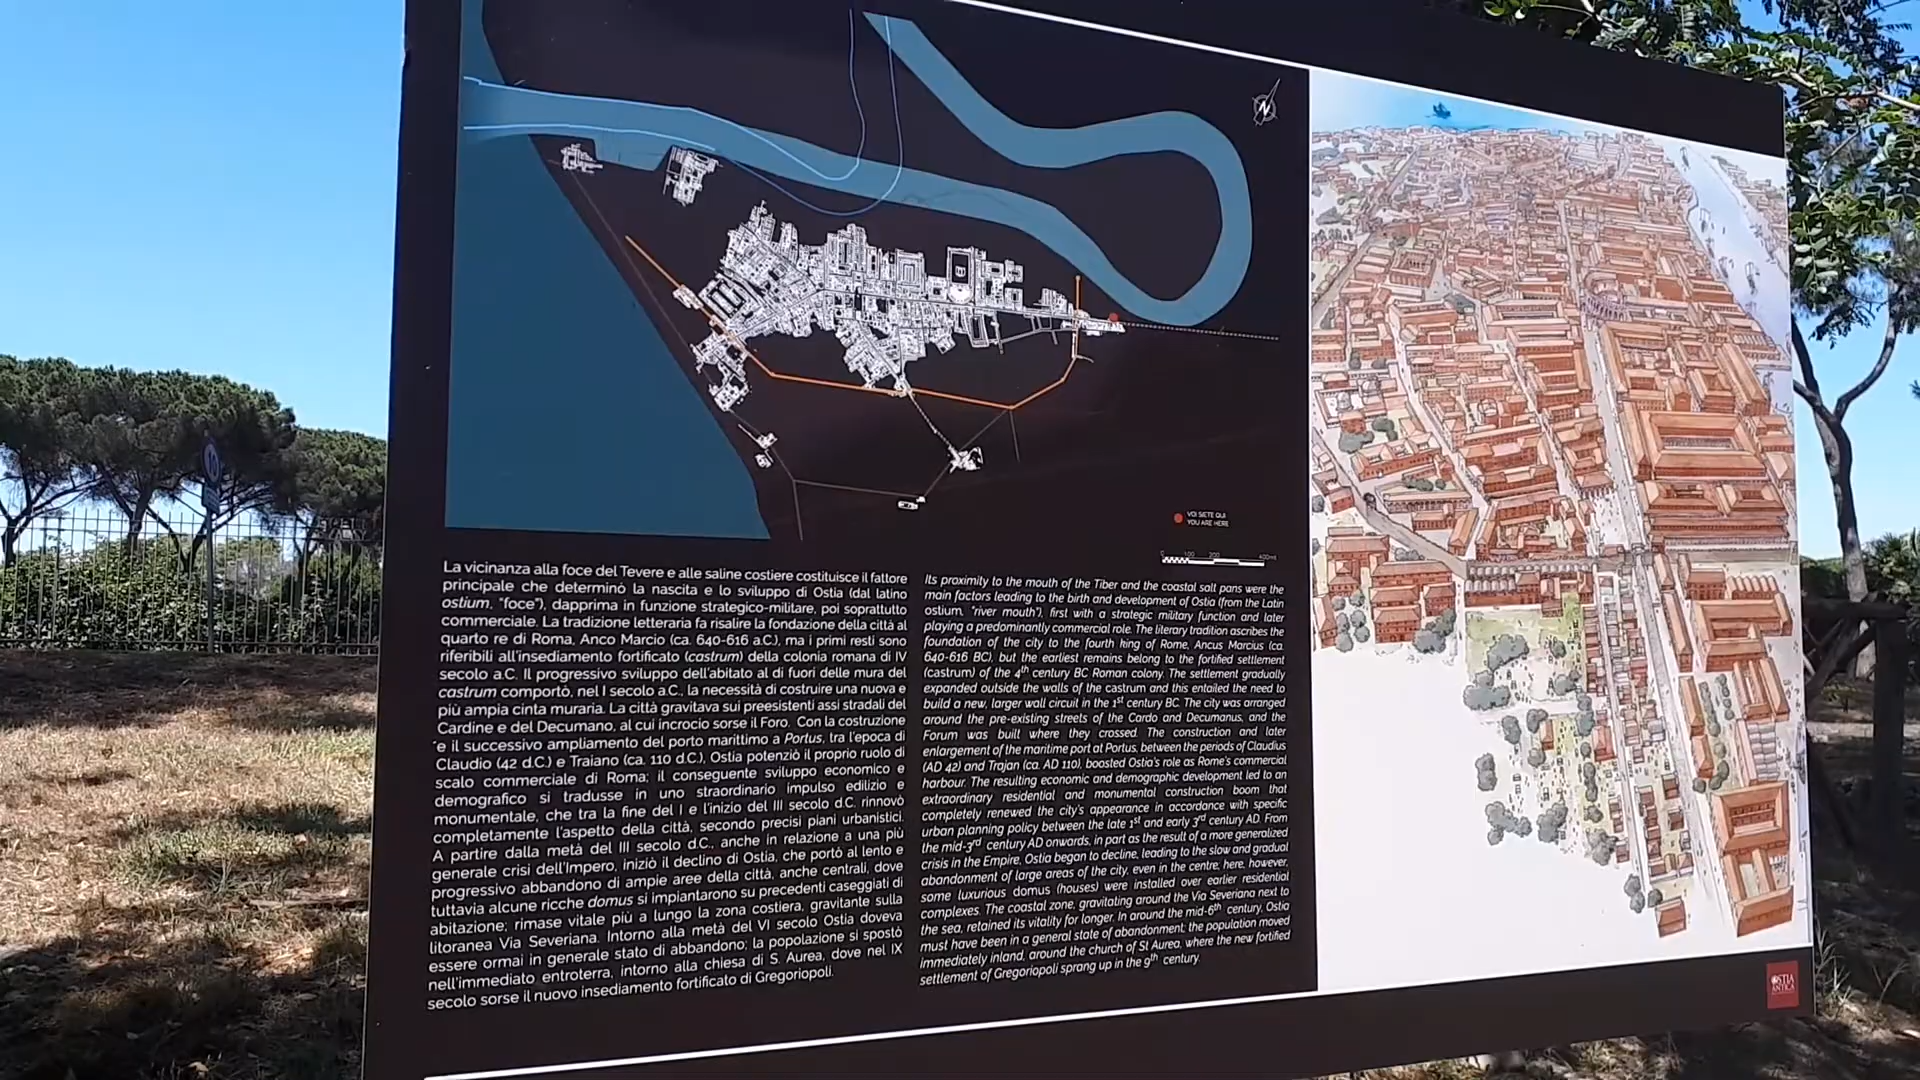 N
VOI SIETE QUI
YOU ARE HERE
0 100 200 400mt
La vicinanza alla foce del Tevere e alle saline costiere costituisce il fattore
principale che determinò la nascita e lo sviluppo di Ostia (dal latino
ostium, "foce"), dapprima in funzione strategico-militare, poi soprattutto
commerciale. La tradizione letteraria fa risalire la fondazione della città al
quarto re di Roma, Anco Marcio (ca. 640-616 a.C.), ma i primi resti sono
riferibili all'insediamento fortificato (castrum) della colonia romana di IV
secolo a.C. Il progressivo sviluppo dell'abitato al di fuori delle mura del
castrum comportò, nel I secolo a.C., la necessità di costruire una nuova e
più ampia cinta muraria. La città gravitava sui preesistenti assi stradali del
Cardine e del Decumano, al cui incrocio sorse il Foro. Con la costruzione
e il successivo ampliamento del porto marittimo a Portus, tra l'epoca di
Claudio (42 d.C.) e Traiano (ca. 110 d.C.), Ostia potenziò il proprio ruolo di
scalo commerciale di Roma; il conseguente sviluppo economico e
demografico si tradusse in uno straordinario impulso edilizio e
monumentale, che tra la fine del I e l'inizio del III secolo d.C. rinnovò
completamente l'aspetto della città, secondo precisi piani urbanistici.
A partire dalla metà del III secolo d.C., anche in relazione a una più
generale crisi dell'Impero, iniziò il declino di Ostia, che portò al lento e
progressivo abbandono di ampie aree della città, anche centrali, dove
tuttavia alcune ricche domus si impiantarono su precedenti caseggiati di
abitazione; rimase vitale più a lungo la zona costiera, gravitante sulla
litoranea Via Severiana. Intorno alla metà del VI secolo Ostia doveva
essere ormai in generale stato di abbandono; la popolazione si spostò
nell'immediato entroterra, intorno alla chiesa di S. Aurea, dove nel IX
secolo sorse il nuovo insediamento fortificato di Gregoriopoli.
Its proximity to the mouth of the Tiber and the coastal salt pans were the
main factors leading to the birth and development of Ostia (from the Latin
ostium, "river mouth"), first with a strategic military function and later
playing a predominantly commercial role. The literary tradition ascribes the
foundation of the city to the fourth king of Rome, Ancus Marcius (ca.
640-616 BC), but the earliest remains belong to the fortified settlement
(castrum) of the 4th century BC Roman colony. The settlement gradually
expanded outside the walls of the castrum and this entailed the need to
build a new, larger wall circuit in the 1st century BC. The city was arranged
around the pre-existing streets of the Cardo and Decumanus, and the
Forum was built where they crossed. The construction and later
enlargement of the maritime port at Portus, between the periods of Claudius
(AD 42) and Trajan (ca. AD 110), boosted Ostia's role as Rome's commercial
harbour. The resulting economic and demographic development led to an
extraordinary residential and monumental construction boom that
completely renewed the city's appearance in accordance with specific
urban planning policy between the late 1st and early 3rd century AD. From
the mid-3rd century AD onwards, in part as the result of a more generalized
crisis in the Empire, Ostia began to decline, leading to the slow and gradual
abandonment of large areas of the city, even in the centre; here, however,
some luxurious domus (houses) were installed over earlier residential
complexes. The coastal zone, gravitating around the Via Severiana next to
the sea, retained its vitality for longer. In around the mid-6th century, Ostia
must have been in a general state of abandonment; the population moved
immediately inland, around the church of St Aurea, where the new fortified
settlement of Gregoriopoli sprang up in the 9th century.
OSTIA
ANTICA